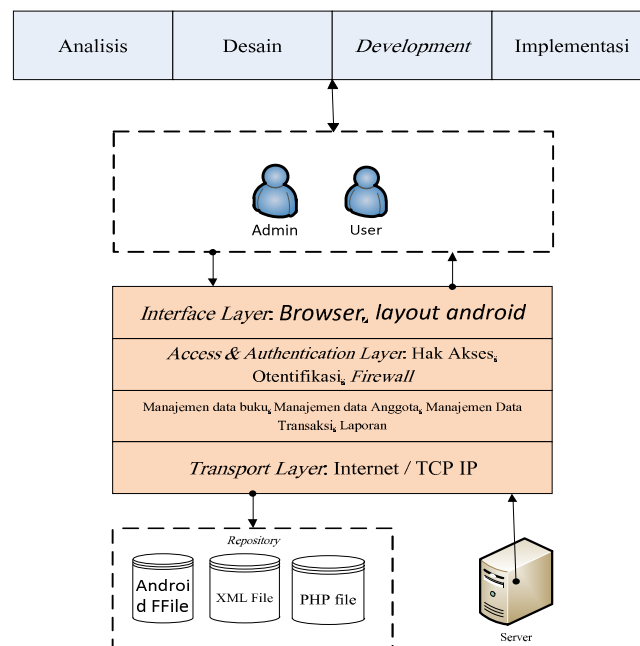 Analisis
Desain
Development
Implementasi
Admin
User
Interface Layer: Browser, layout android
Access & Authentication Layer: Hak Akses,
Otentifikasi, Firewall
Manajemen data buku, Manajemen data Anggota, Manajemen Data
Transaksi, Laporan
Transport Layer: Internet / TCP IP
Repository
Androi
d FFile
XML File
PHP file
Server